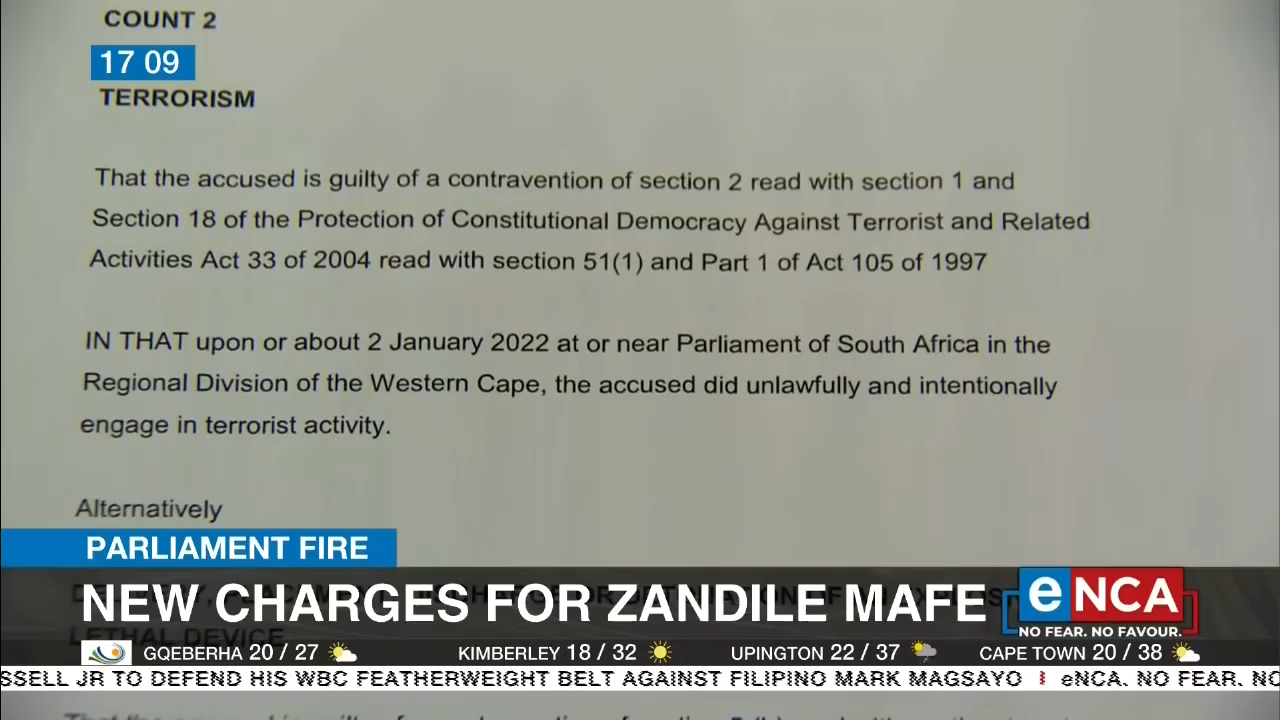 COUNT 2
17 09
TERRORISM
That the accused is guilty of a contravention of section 2 read with section 1 and
Section 18 of the Protection of Constitutional Democracy Against Terrorist and Related
Activities Act 33 of 2004 read with section 51(1) and Part 1 of Act 105 of 1997
IN THAT upon or about 2 January 2022 at or near Parliament of South Africa in the
Regional Division of the Western Cape, the accused did unlawfully and intentionally
engage in terrorist activity.
Alternatively
PARLIAMENT FIRE
NEW CHARGES FOR ZANDILE MAFE
eNCA
NO FEAR. NO FAVOUR.
LETHAL DEVICE
GQEBERHA 20 / 27 KIMBERLEY 18 / 32 UPINGTON 22 / 37 CAPE TOWN 20 / 38
SSELL JR TO DEFEND HIS WBC FEATHERWEIGHT BELT AGAINST FILIPINO MARK MAGSAYO eNCA. NO FEAR. NO